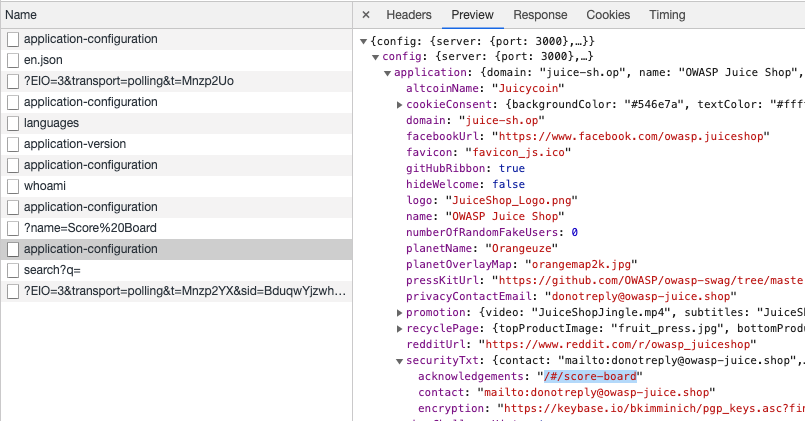 Name
application-configuration
en.json
?EIO=3&transport=polling&t=Mnzp2Uo
application-configuration
languages
application-version
application-configuration
whoami
application-configuration
?name=Score%20Board
application-configuration
search?q=
?EIO=3&transport=polling&t=Mnzp2YX&sid=BduqwYjzwh…
× Headers Preview Response Cookies Timing
{config: {server: {port: 3000},…}}
config: {server: {port: 3000},…}
application: {domain: "juice-sh.op", name: "OWASP Juice Shop",
altcoinName: "Juicycoin"
cookieConsent: {backgroundColor: "#546e7a", textColor: "#fff
domain: "juice-sh.op"
facebookUrl: "https://www.facebook.com/owasp.juiceshop"
favicon: "favicon_js.ico"
gitHubRibbon: true
hideWelcome: false
logo: "JuiceShop_Logo.png"
name: "OWASP Juice Shop"
numberOfRandomFakeUsers: 0
planetName: "Orangeuze"
planetOverlayMap: "orangemap2k.jpg"
pressKitUrl: "https://github.com/OWASP/owasp-swag/tree/master
privacyContactEmail: "donotreply@owasp-juice.shop"
promotion: {video: "JuiceShopJingle.mp4", subtitles: "JuiceS
recyclePage: {topProductImage: "fruit_press.jpg", bottomProd
redditUrl: "https://www.reddit.com/r/owasp_juiceshop"
securityTxt: {contact: "mailto:donotreply@owasp-juice.shop",
acknowledgements: "/#/score-board"
contact: "mailto:donotreply@owasp-juice.shop"
encryption: "https://keybase.io/bkimminich/pgp_keys.asc?fin